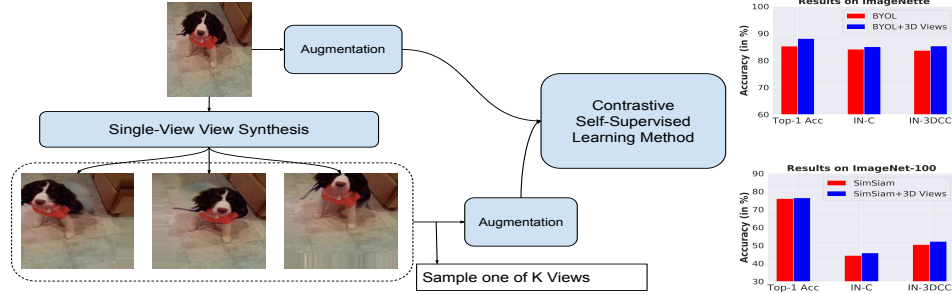 Augmentation
Single-View View Synthesis
Contrastive
Self-Supervised
Learning Method
Augmentation
Sample one of K Views
Results on ImageNette
Accuracy (in %)
100
90
80
70
60
BYOL
BYOL+3D Views
Top-1 Acc
IN-C
IN-3DCC
Results on ImageNet-100
Accuracy (in %)
90
80
70
60
50
40
30
SimSiam
SimSiam+3D Views
Top-1 Acc
IN-C
IN-3DCC